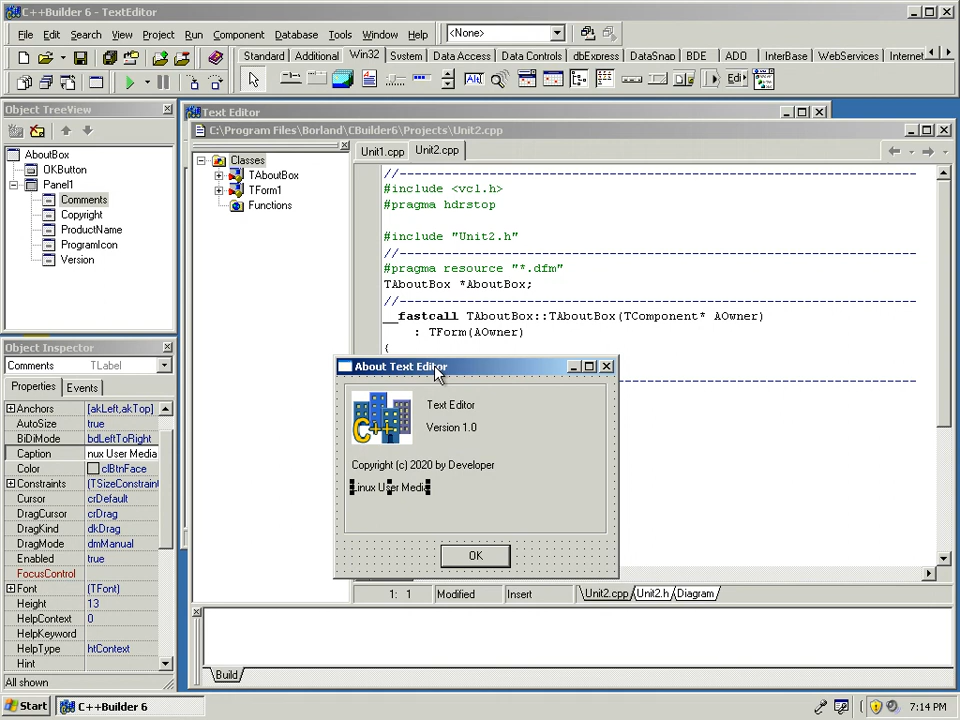 C++Builder 6 - TextEditor
File Edit Search View Project Run Component Database Tools Window Help <None>
Standard Additional Win32 System Data Access Data Controls dbExpress DataSnap BDE ADO InterBase WebServices Internet
Object TreeView
AboutBox
OKButton
Panel1
Comments
Copyright
ProductName
ProgramIcon
Version
Text Editor
C:\Program Files\Borland\CBuilder6\Projects\Unit2.cpp
Classes
TAboutBox
TForm1
Functions
Unit1.cpp Unit2.cpp
//---------------------------------------------------------------------------
#include <vcl.h>
#pragma hdrstop
#include "Unit2.h"
//---------------------------------------------------------------------------
#pragma resource "*.dfm"
TAboutBox *AboutBox;
//---------------------------------------------------------------------------
__fastcall TAboutBox::TAboutBox(TComponent* AOwner)
: TForm(AOwner)
{
About Text Editor
C++
Text Editor
Version 1.0
Copyright (c) 2020 by Developer
Linux User Media
OK
1: 1 Modified Insert Unit2.cpp Unit2.h Diagram
Build
Object Inspector
Comments TLabel
Properties Events
Anchors [akLeft,akTop]
AutoSize true
BiDiMode bdLeftToRight
Caption nux User Media
Color clBtnFace
Constraints (TSizeConstraint
Cursor crDefault
DragCursor crDrag
DragKind dkDrag
DragMode dmManual
Enabled true
FocusControl
Font (TFont)
Height 13
HelpContext 0
HelpKeyword
HelpType htContext
Hint
All shown
Start C++Builder 6 7:14 PM